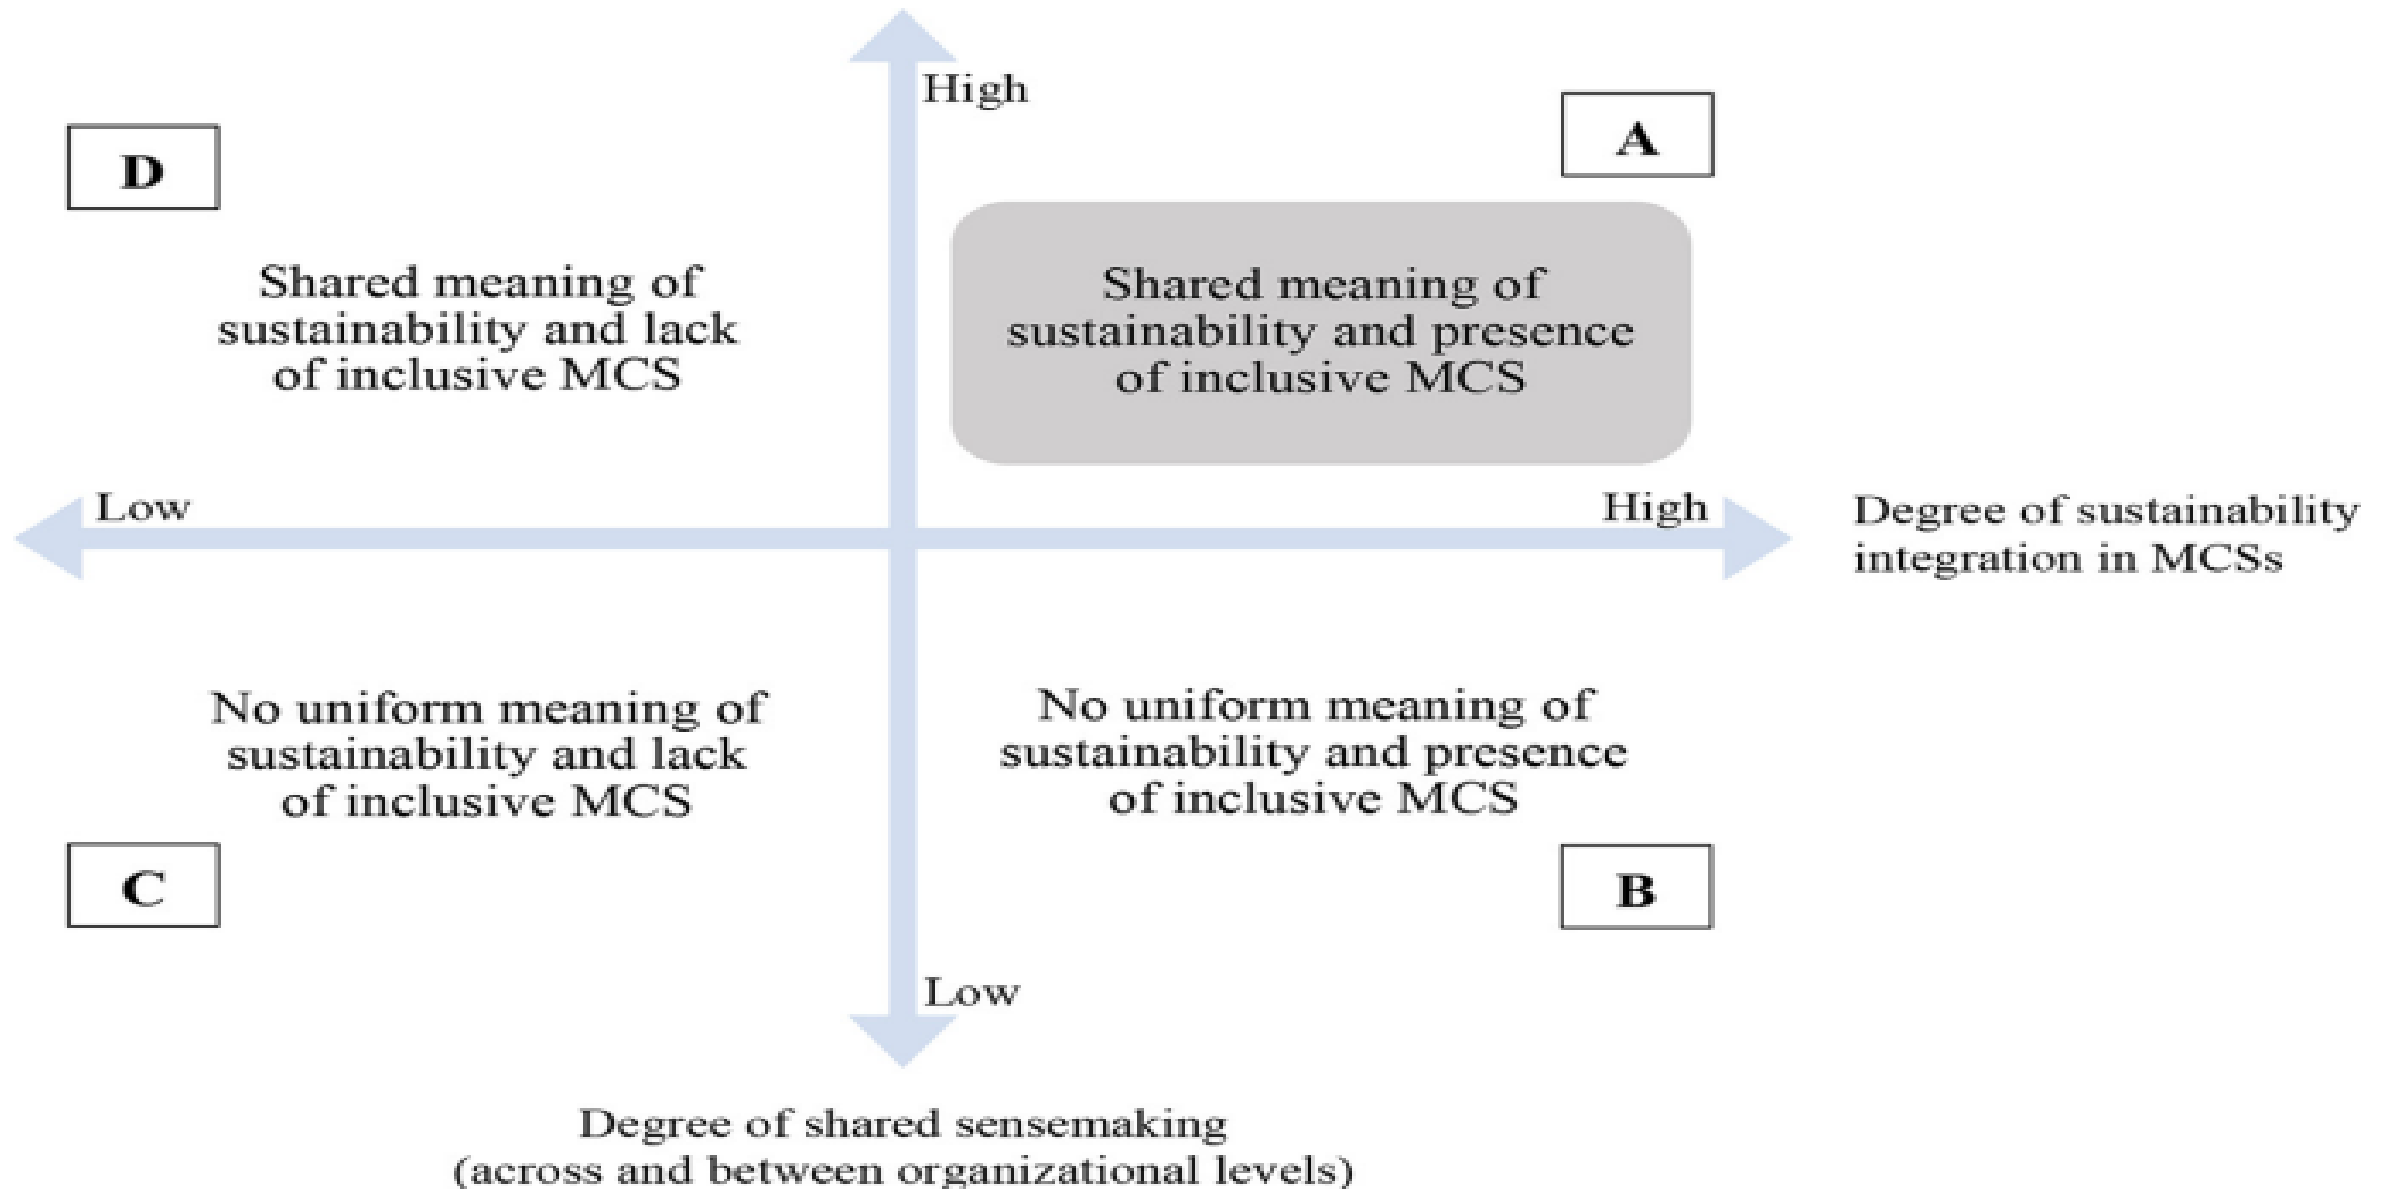 High
A
D
Shared meaning of
sustainability and lack
of inclusive MCS
Shared meaning of
sustainability and presence
of inclusive MCS
Low
High
Degree of sustainability
integration in MCSs
No uniform meaning of
sustainability and lack
of inclusive MCS
No uniform meaning of
sustainability and presence
of inclusive MCS
C
B
Low
Degree of shared sensemaking
(across and between organizational levels)